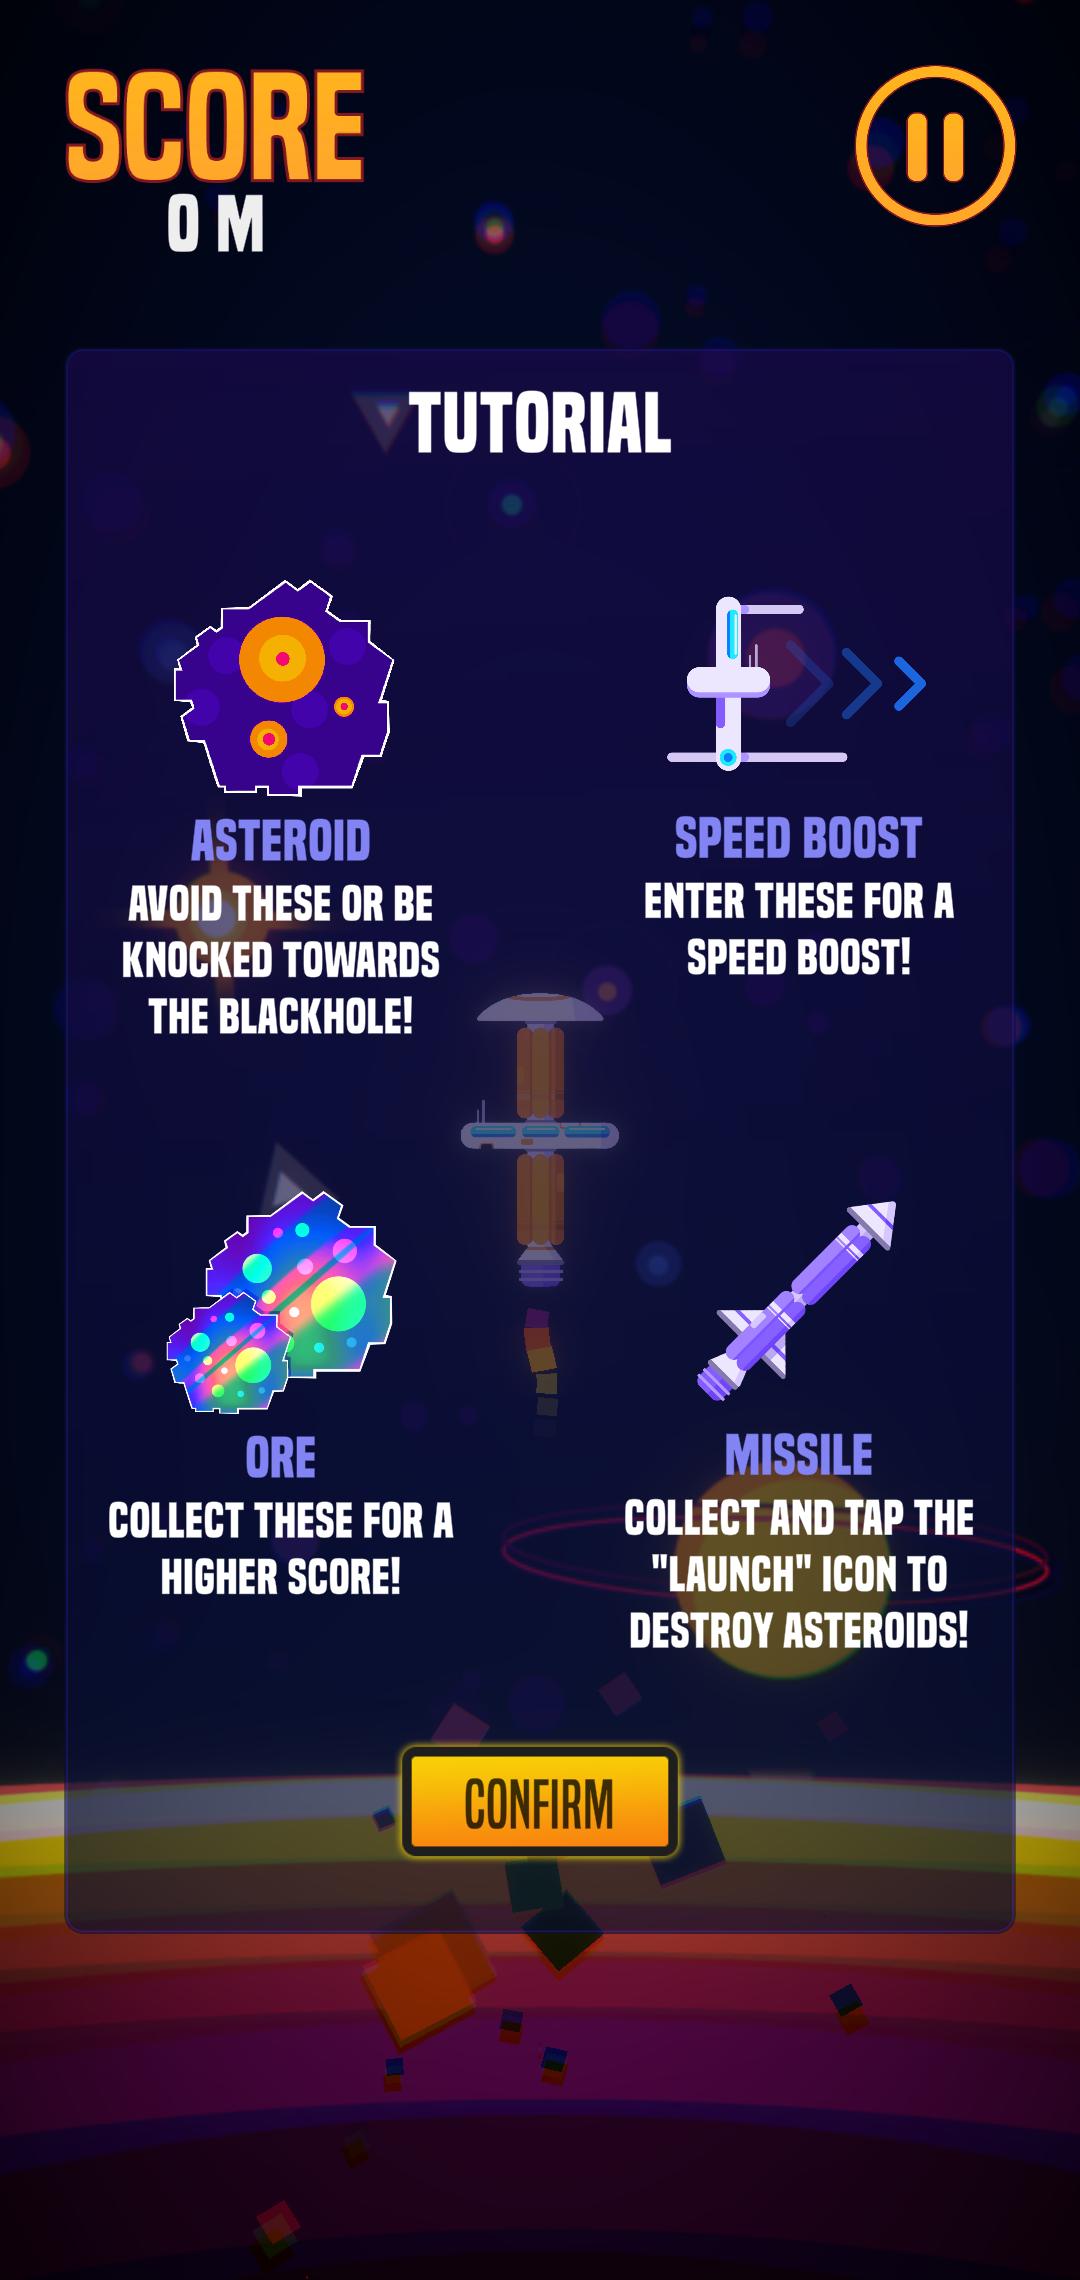 SCORE
0 M
TUTORIAL
ASTEROID
AVOID THESE OR BE
KNOCKED TOWARDS
THE BLACKHOLE!
SPEED BOOST
ENTER THESE FOR A
SPEED BOOST!
ORE
COLLECT THESE FOR A
HIGHER SCORE!
MISSILE
COLLECT AND TAP THE
"LAUNCH" ICON TO
DESTROY ASTEROIDS!
CONFIRM